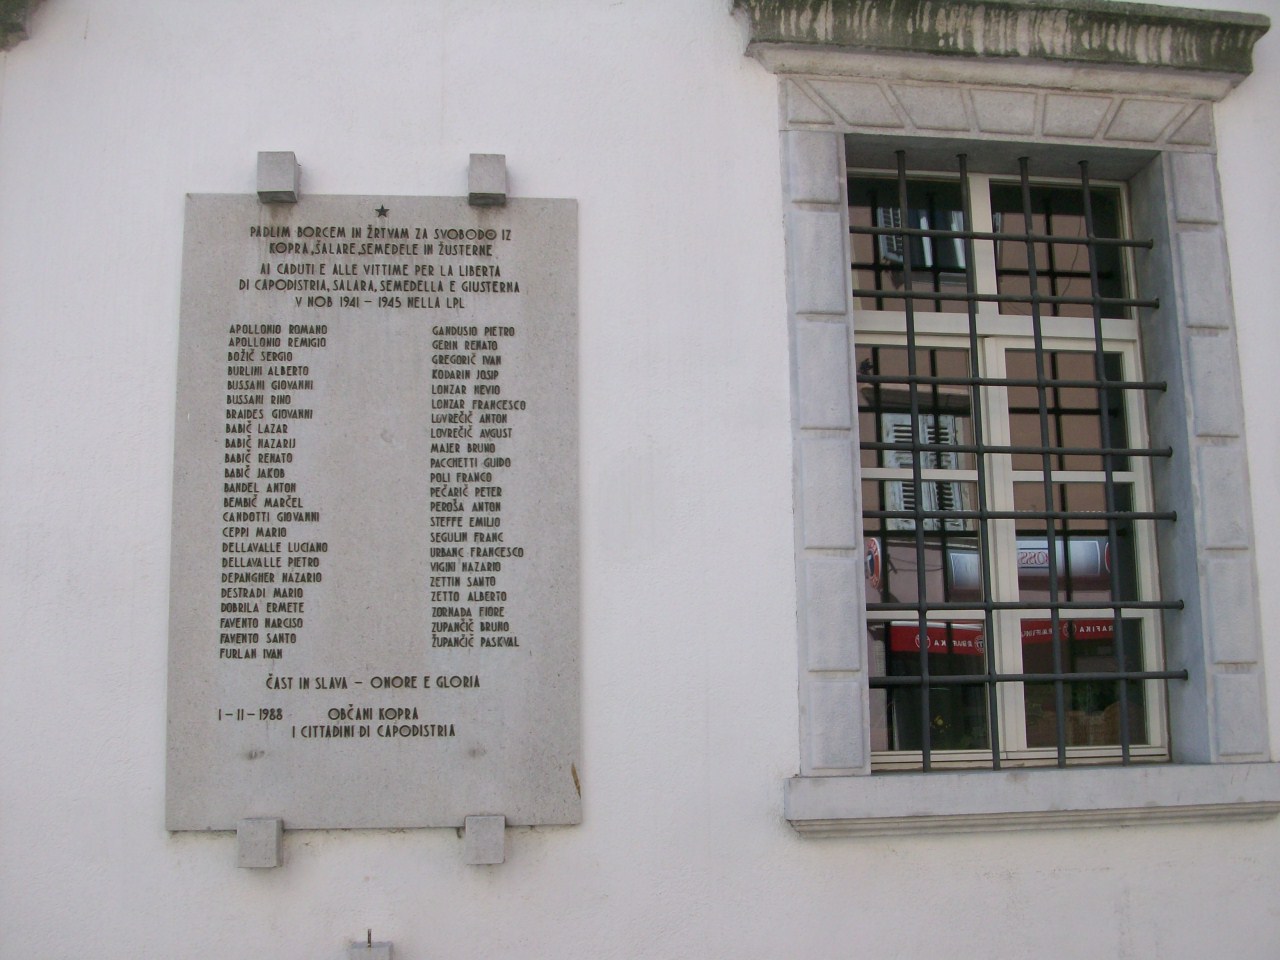 PADLIM BORCEM IN ŽRTVAM ZA SVOBODO IZ
KOPRA, ŠALARE, SEMEDELE IN ŽUSTERNE
AI CADUTI E ALLE VITTIME PER LA LIBERTA
DI CAPODISTRIA, SALARA, SEMEDELLA E GIUSTERNA
V NOB 1941 - 1945 NELLA LPL
APOLLONIO ROMANO
APOLLONIO REMIGIO
BOŽIČ SERGIO
BURLINI ALBERTO
BUSSANI GIOVANNI
BUSSANI RINO
BRAIDES GIOVANNI
BABIČ LAZAR
BABIČ NAZARIJ
BABIČ RENATO
BABIČ JAKOB
BANDEL ANTON
BEMBIČ MARČEL
CANDOTTI GIOVANNI
CEPPI MARIO
DELLAVALLE LUCIANO
DELLAVALLE PIETRO
DEPANGHER NAZARIO
DESTRADI MARIO
DOBRILA ERMETE
FAVENTO NARCISO
FAVENTO SANTO
FURLAN IVAN
GANDUSIO PIETRO
GERIN RENATO
GREGORIČ IVAN
KODARIN JOSIP
LONZAR NEVIO
LONZAR FRANCESCO
LOVREČIČ ANTON
LOVREČIČ AVGUST
MAJER BRUNO
PACCHETTI GUIDO
POLI FRANCO
PEČARIČ PETER
PEROŠA ANTON
STEFFE EMILIO
SEGULIN FRANC
URBANC FRANCESCO
VIGINI NAZARIO
ZETTIN SANTO
ZETTO ALBERTO
ZORNADA FIORE
ZUPANČIČ BRUNO
ŽUPANČIČ PASKVAL
ČAST IN SLAVA - ONORE E GLORIA
1-11-1988 OBČANI KOPRA
I CITTADINI DI CAPODISTRIA